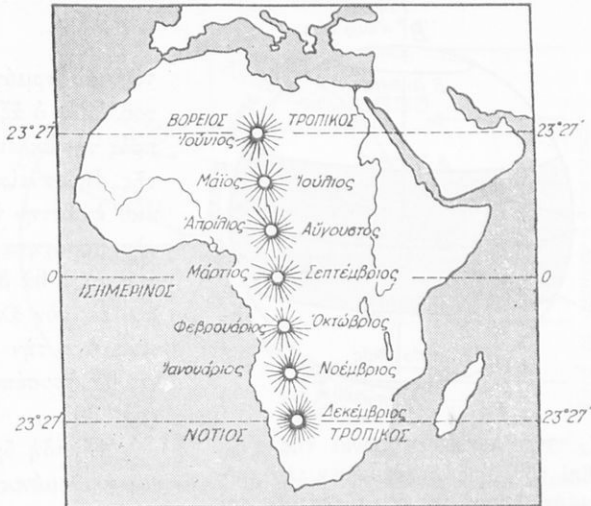 ΒΟΡΕΙΟΣ ΤΡΟΠΙΚΟΣ
23°27' Ἰούνιος 23°27'
Μάϊος Ἰούλιος
Ἀπρίλιος Αὔγουστος
Μάρτιος Σεπτέμβριος
0 0
ΙΣΗΜΕΡΙΝΟΣ
Φεβρουάριος Ὀκτώβριος
Ἰανουάριος Νοέμβριος
Δεκέμβριος
23°27' 23°27'
ΝΟΤΙΟΣ ΤΡΟΠΙΚΟΣ